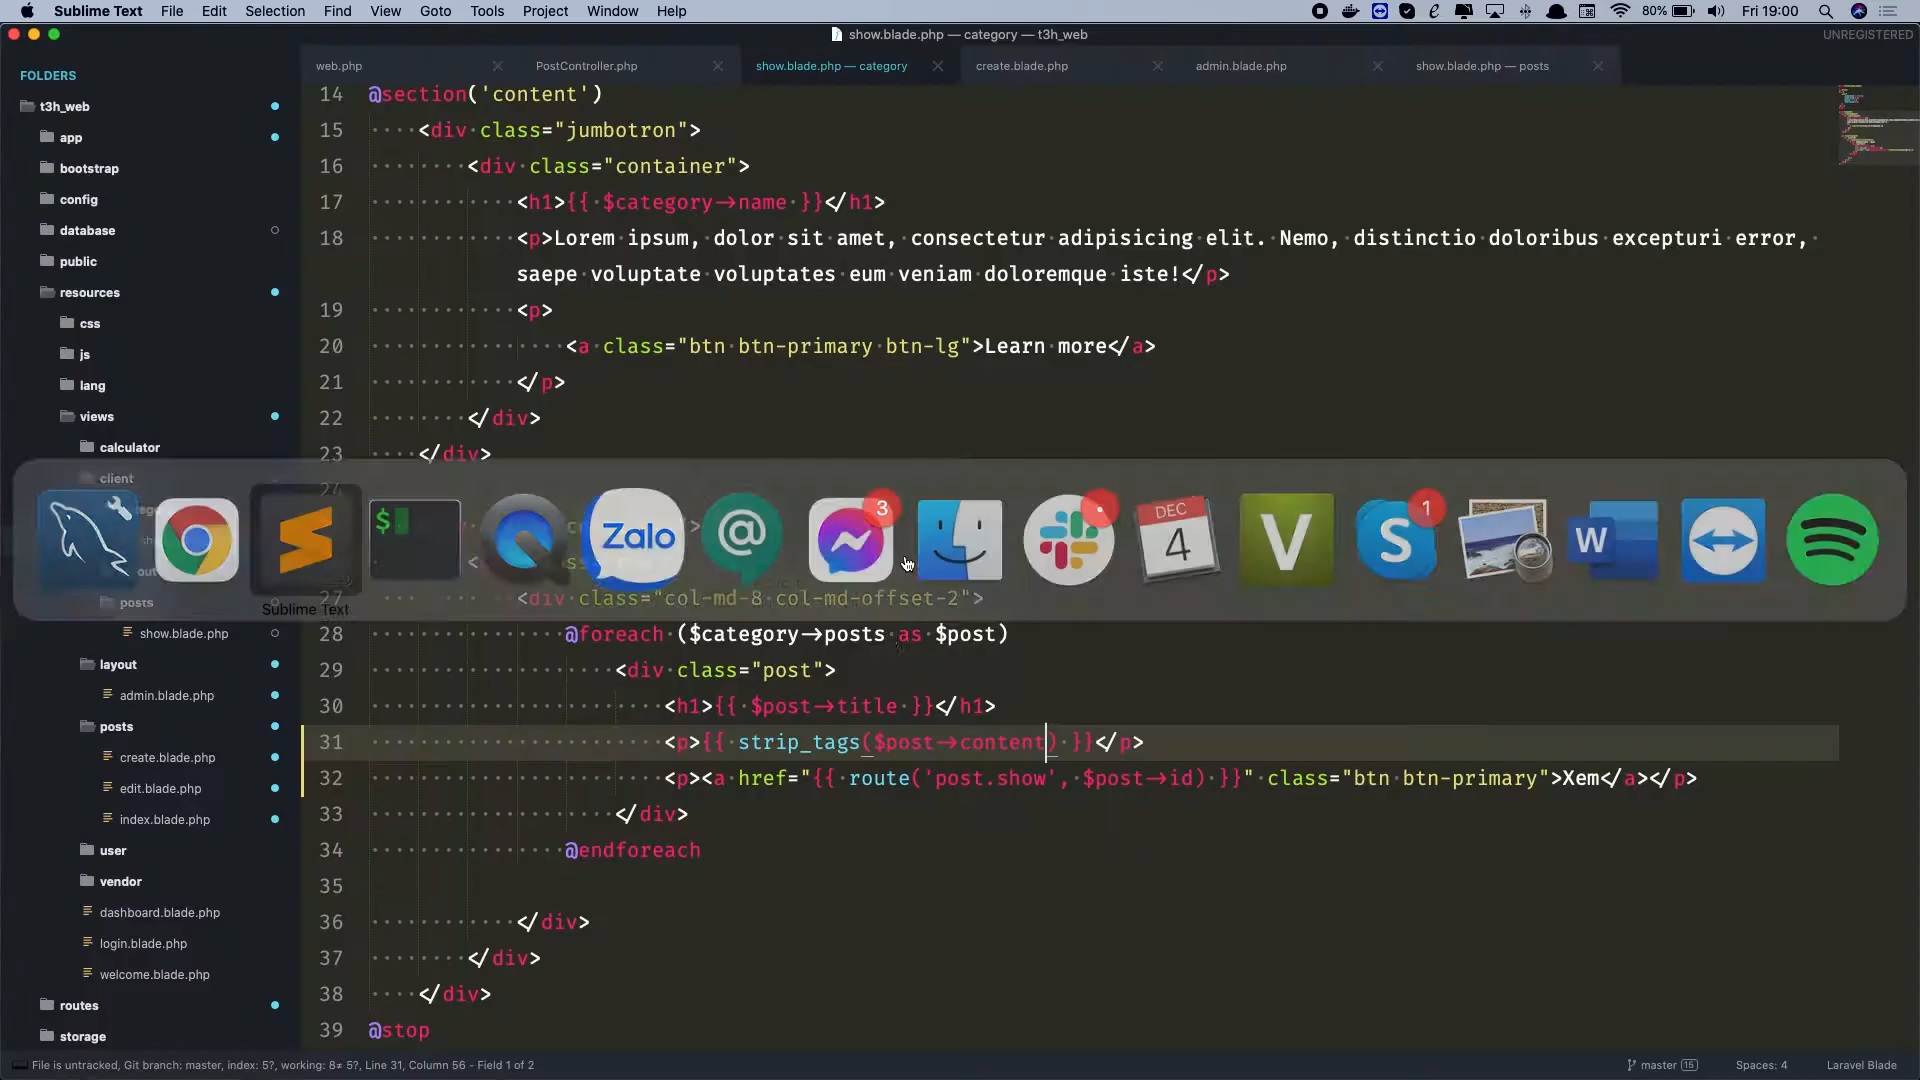 Sublime Text File Edit Selection Find View Goto Tools Project Window Help 80% Fri 19:00
show.blade.php — category — t3h_web UNREGISTERED
web.php PostController.php show.blade.php — category create.blade.php admin.blade.php show.blade.php — posts
FOLDERS
t3h_web
app
bootstrap
config
database
public
resources
css
js
lang
views
calculator
client
posts
show.blade.php
layout
admin.blade.php
posts
create.blade.php
edit.blade.php
index.blade.php
user
vendor
dashboard.blade.php
login.blade.php
welcome.blade.php
routes
storage
14 @section('content')
15 <div class="jumbotron">
16 <div class="container">
17 <h1>{{ $category->name }}</h1>
18 <p>Lorem ipsum, dolor sit amet, consectetur adipisicing elit. Nemo, distinctio doloribus excepturi error,
saepe voluptate voluptates eum veniam doloremque iste!</p>
19 <p>
20 <a class="btn btn-primary btn-lg">Learn more</a>
21 </p>
22 </div>
23 </div>
24
$ Zalo @ 3 DEC 4 V S 1 W
Sublime Text
27 <div class="col-md-8 col-md-offset-2">
28 @foreach ($category->posts as $post)
29 <div class="post">
30 <h1>{{ $post->title }}</h1>
31 <p>{{ strip_tags($post->content) }}</p>
32 <p><a href="{{ route('post.show', $post->id) }}" class="btn btn-primary">Xem</a></p>
33 </div>
34 @endforeach
35
36 </div>
37 </div>
38 </div>
39 @stop
File is untracked, Git branch: master, index: 5?, working: 8≠ 5?, Line 31, Column 56 - Field 1 of 2 master 15 Spaces: 4 Laravel Blade